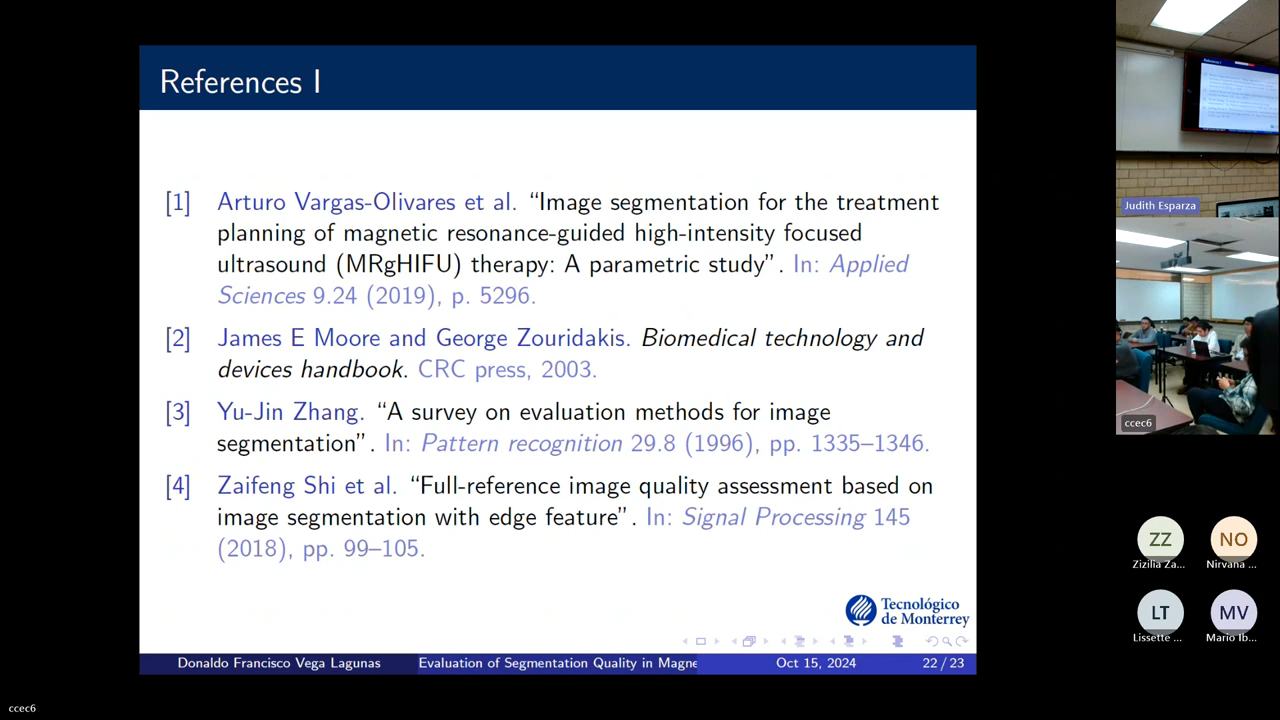 References I
[1] Arturo Vargas-Olivares et al. “Image segmentation for the treatment
planning of magnetic resonance-guided high-intensity focused
ultrasound (MRgHIFU) therapy: A parametric study”. In: Applied
Sciences 9.24 (2019), p. 5296.
[2] James E Moore and George Zouridakis. Biomedical technology and
devices handbook. CRC press, 2003.
[3] Yu-Jin Zhang. “A survey on evaluation methods for image
segmentation”. In: Pattern recognition 29.8 (1996), pp. 1335–1346.
[4] Zaifeng Shi et al. “Full-reference image quality assessment based on
image segmentation with edge feature”. In: Signal Processing 145
(2018), pp. 99–105.
Tecnológico
de Monterrey
Donaldo Francisco Vega Lagunas Evaluation of Segmentation Quality in Magne Oct 15, 2024 22 / 23
References I
Judith Esparza
ccec6
ZZ NO
Zizilia Za... Nirvana ...
LT MV
Lissette ... Mario Ib...
ccec6